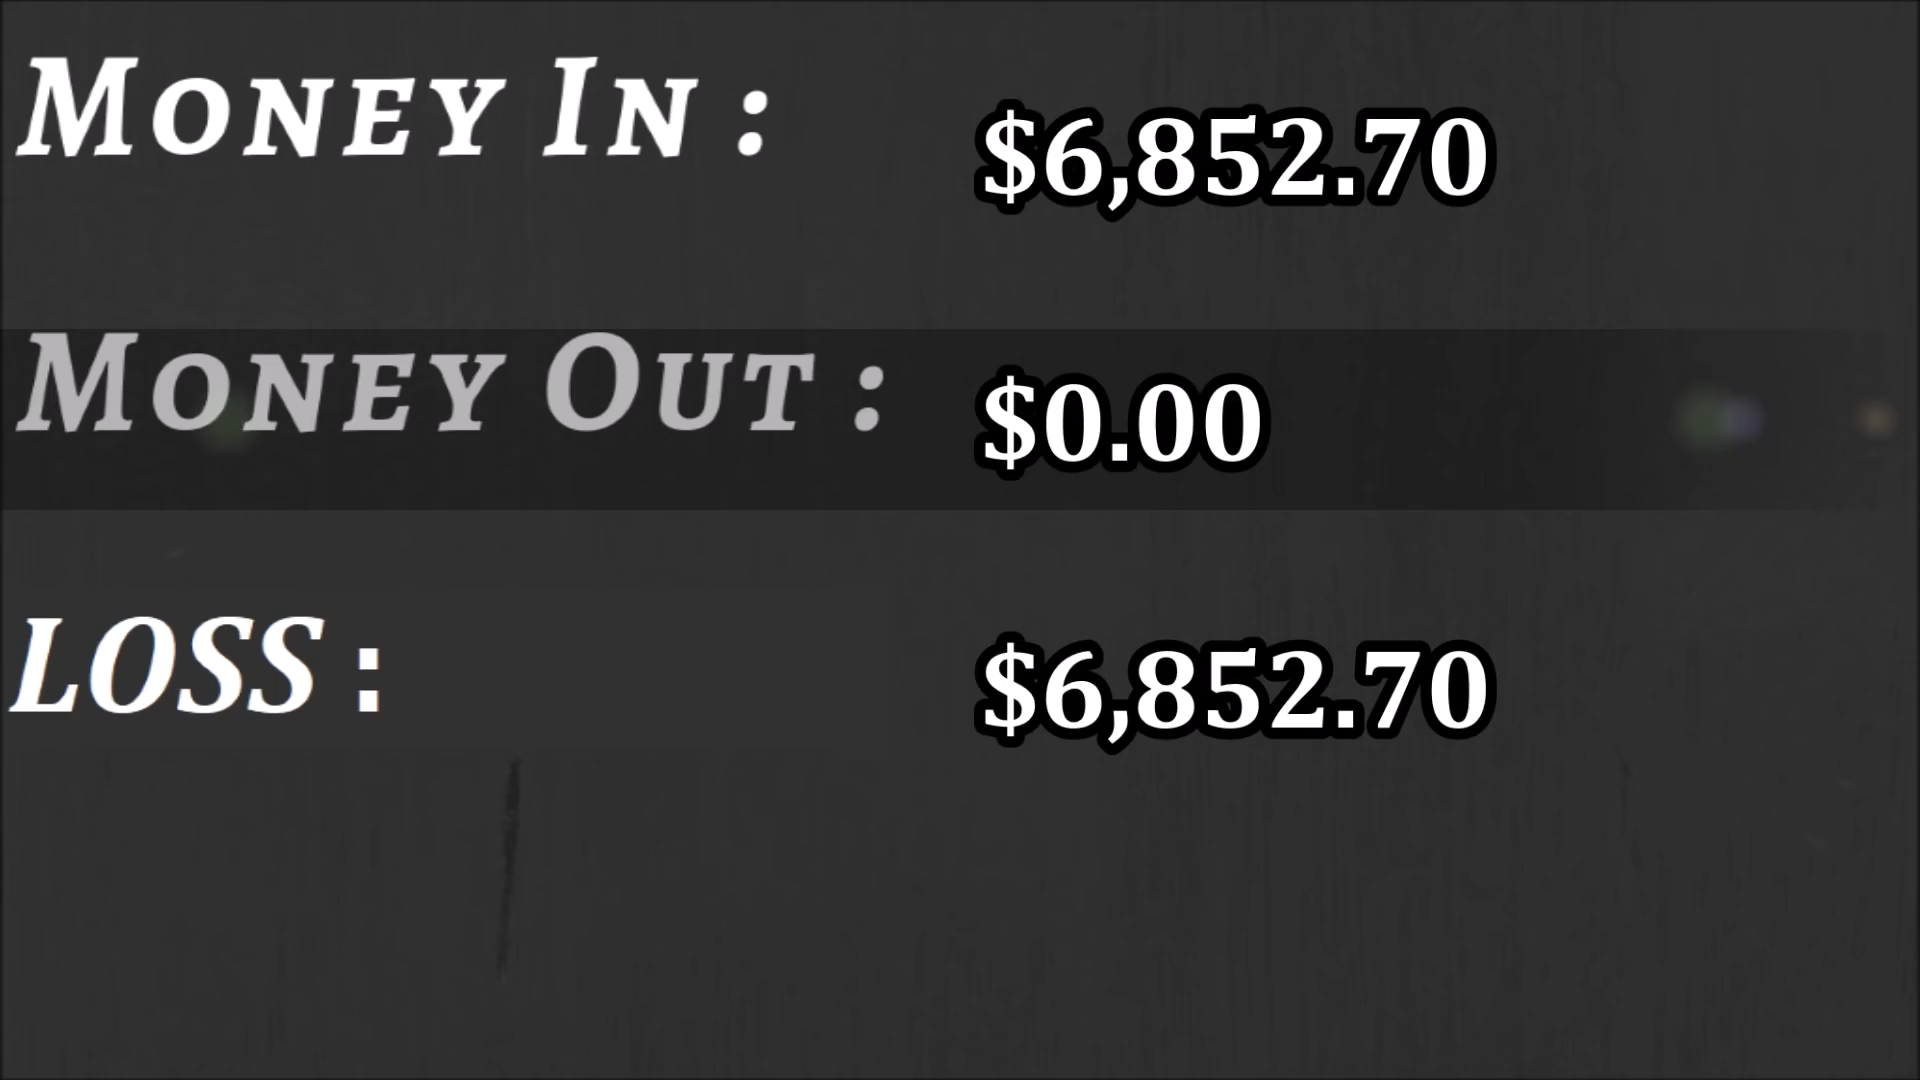 Money In : $6,852.70
Money Out : $0.00
LOSS : $6,852.70